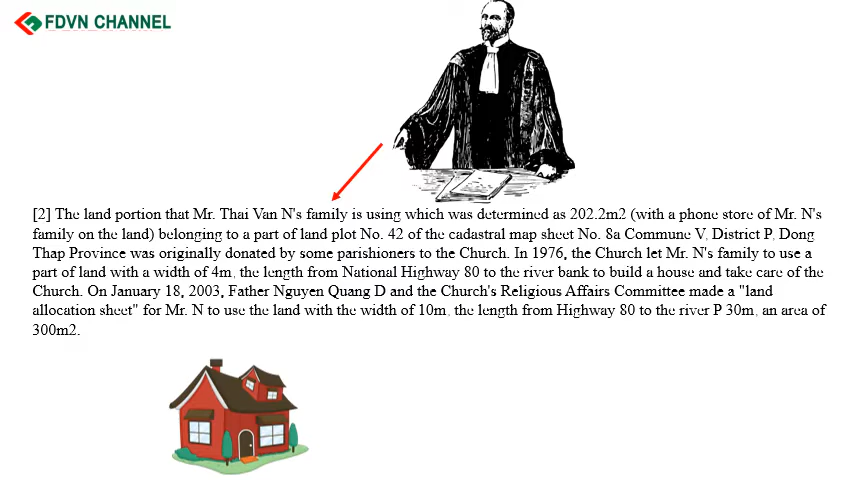 FDVN CHANNEL
[2] The land portion that Mr. Thai Van N's family is using which was determined as 202.2m2 (with a phone store of Mr. N's
family on the land) belonging to a part of land plot No. 42 of the cadastral map sheet No. 8a Commune V, District P, Dong
Thap Province was originally donated by some parishioners to the Church. In 1976, the Church let Mr. N's family to use a
part of land with a width of 4m, the length from National Highway 80 to the river bank to build a house and take care of the
Church. On January 18, 2003, Father Nguyen Quang D and the Church's Religious Affairs Committee made a "land
allocation sheet" for Mr. N to use the land with the width of 10m, the length from Highway 80 to the river P 30m, an area of
300m2.